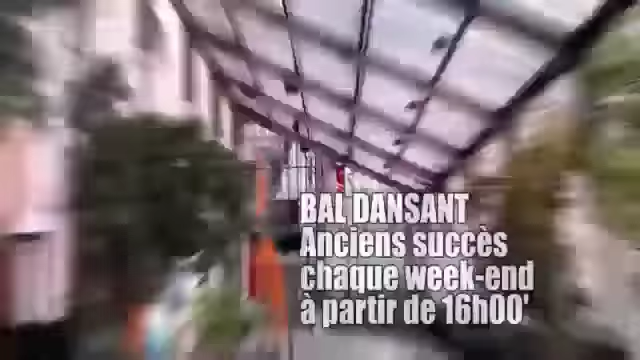 BAL DANSANT
Anciens succès
chaque week-end
à partir de 16h00'